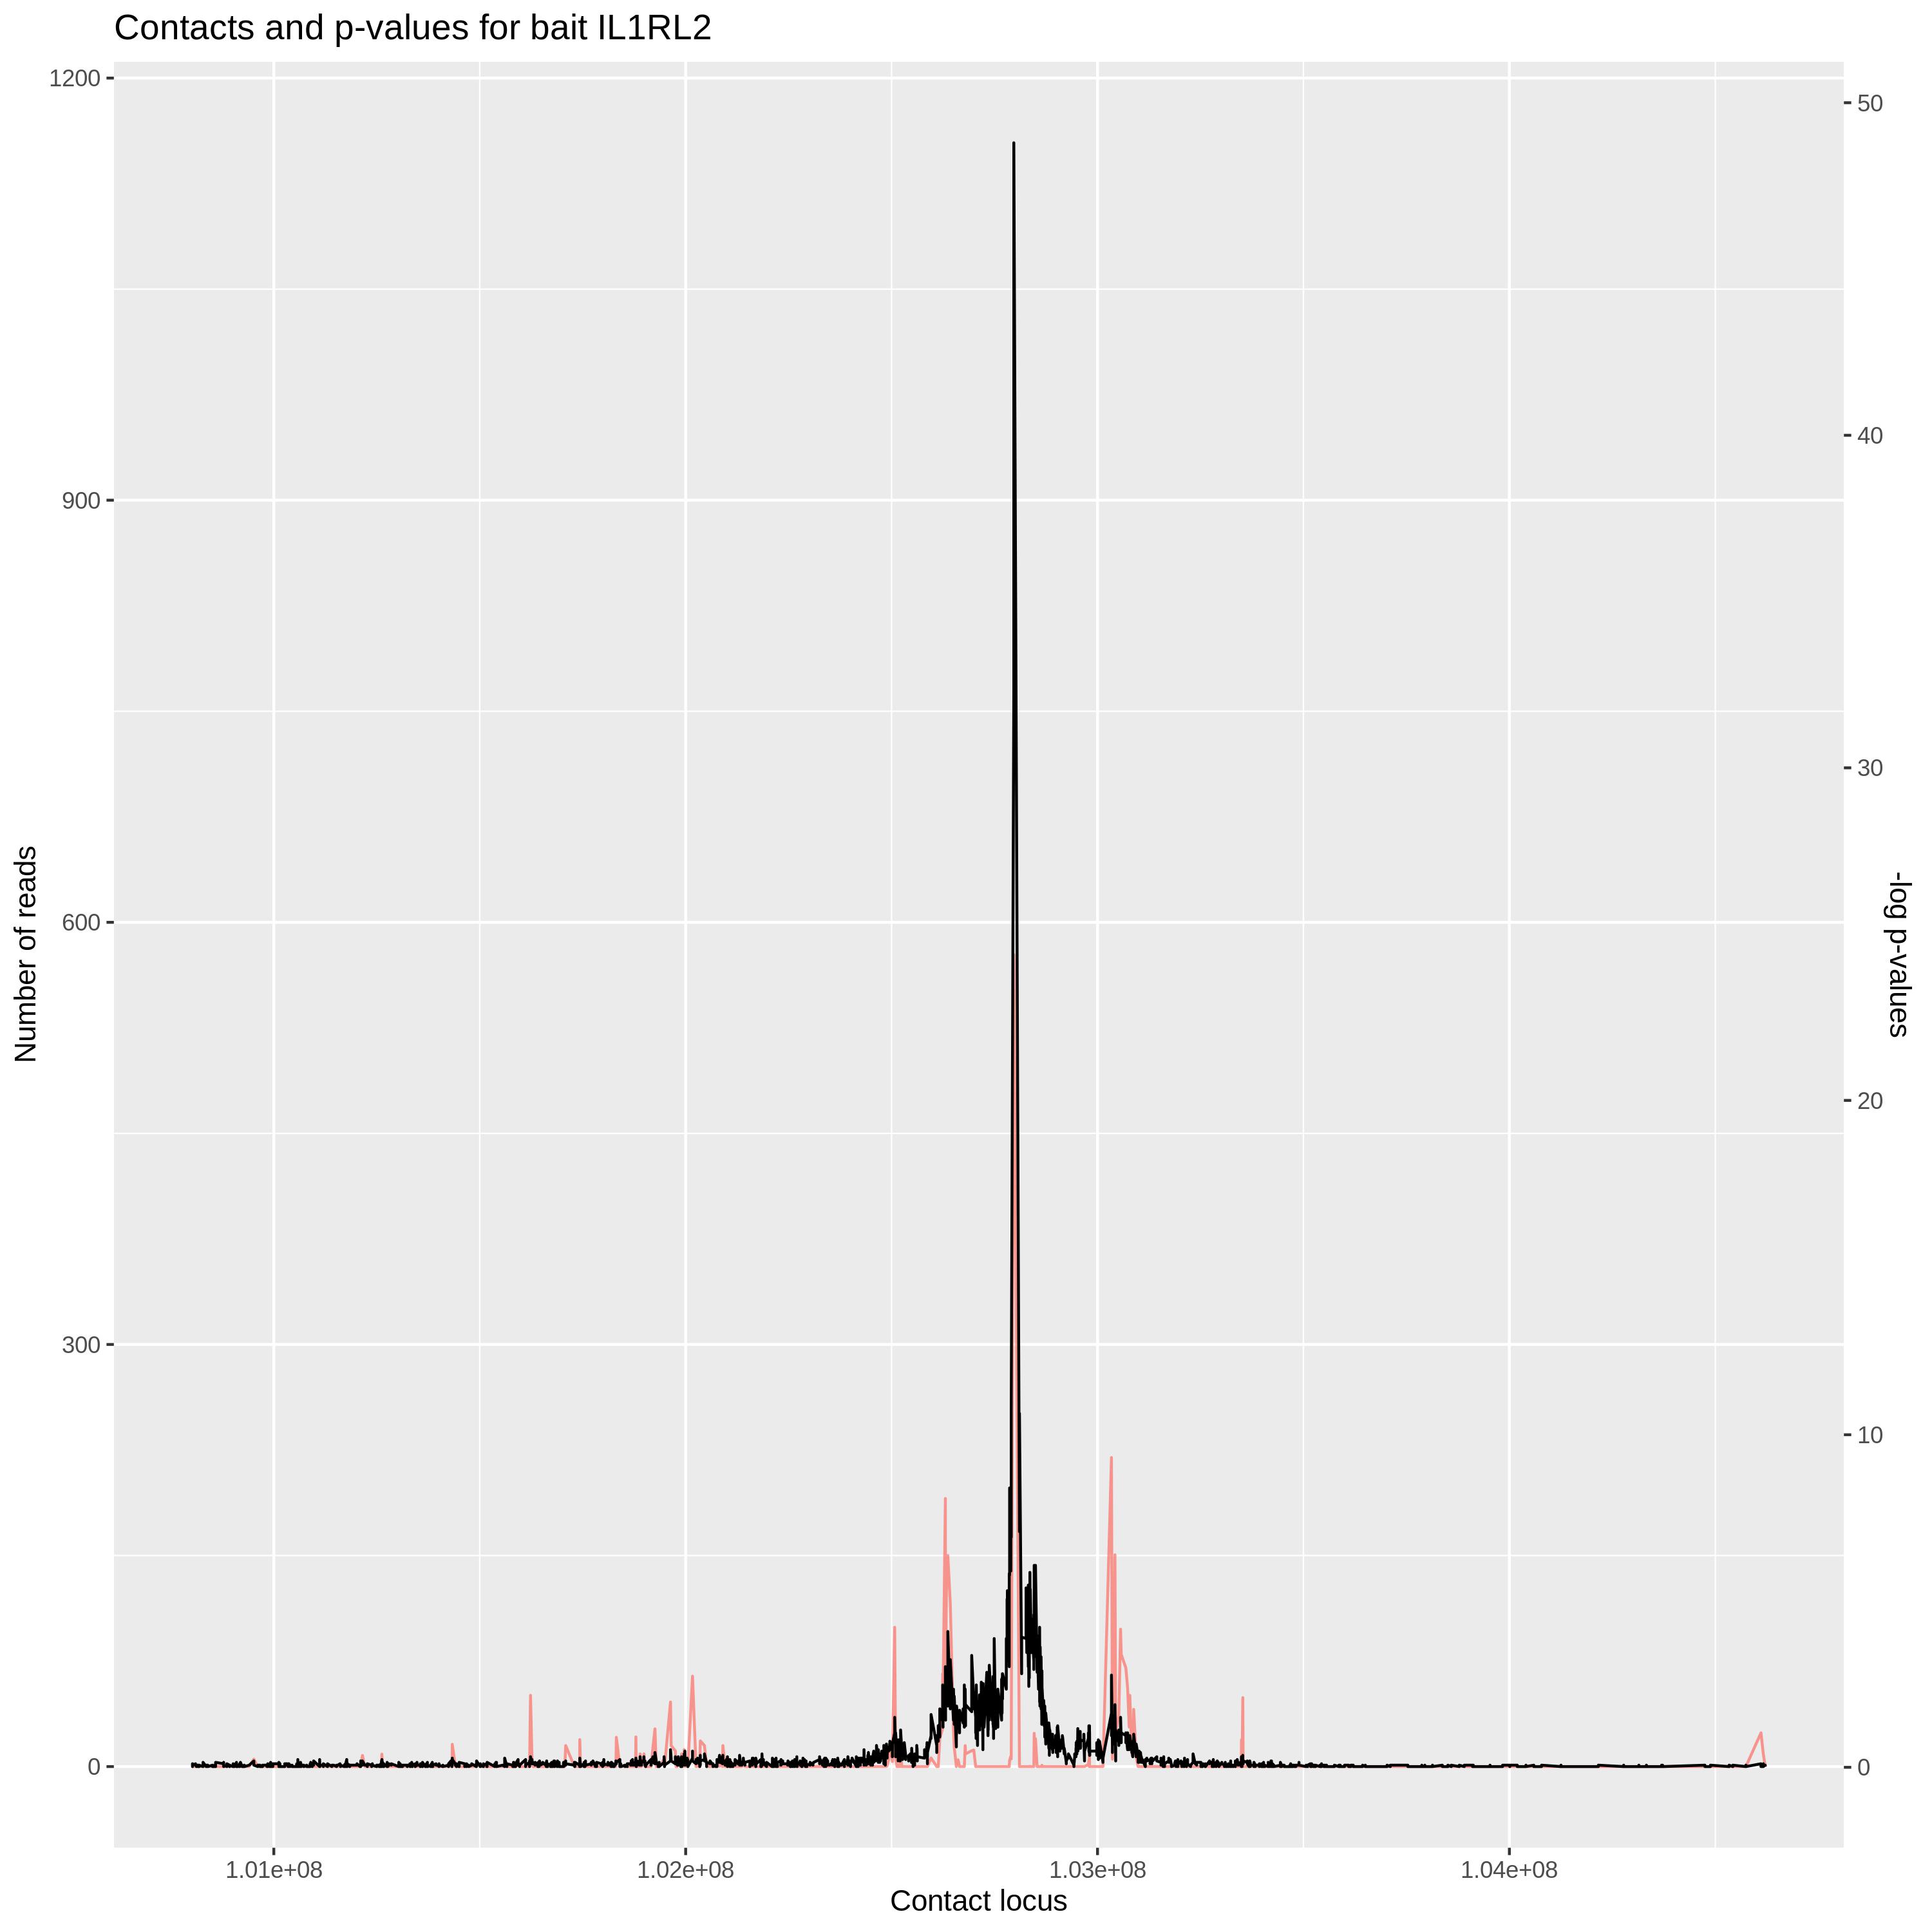 Contacts and p-values for bait IL1RL2
1200
900
600
300
0
Number of reads
50
40
30
20
10
0
-log p-values
1.01e+08
1.02e+08
1.03e+08
1.04e+08
Contact locus